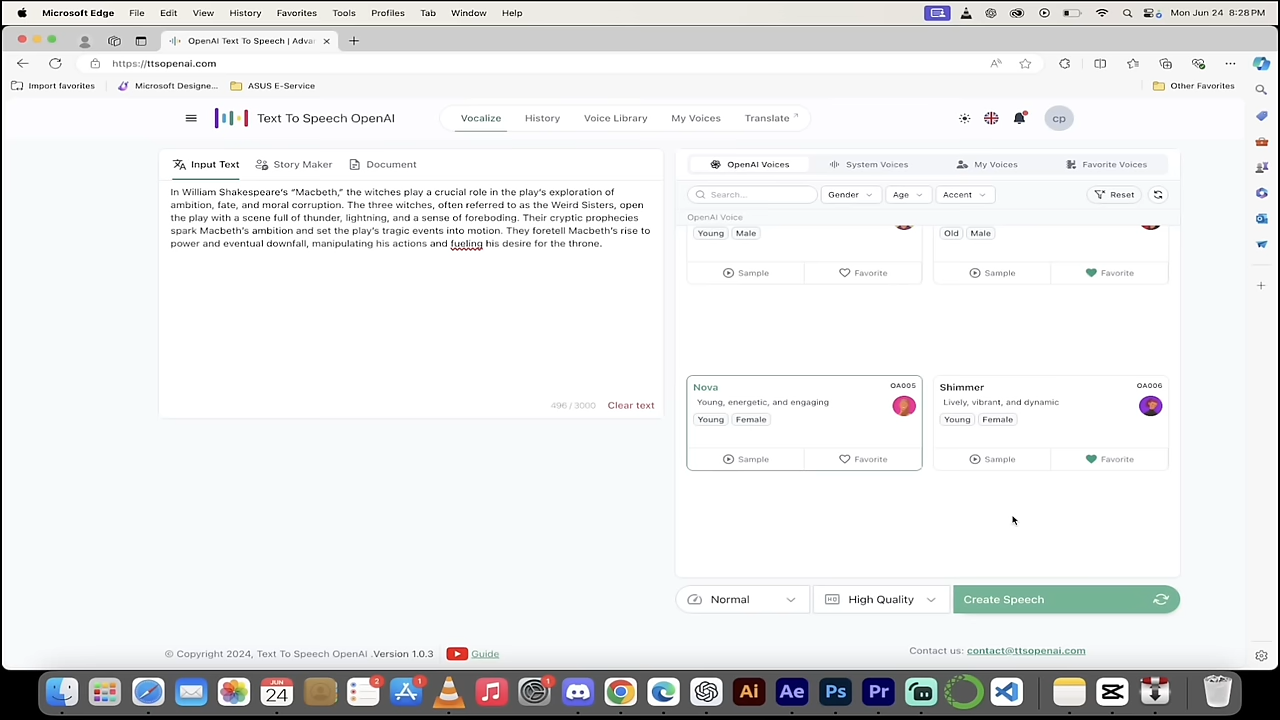 Microsoft Edge File Edit View History Favorites Tools Profiles Tab Window Help Mon Jun 24 8:28 PM
OpenAI Text To Speech | Adva
https://ttsopenai.com
Import favorites Microsoft Designe... ASUS E-Service Other Favorites
Text To Speech OpenAI Vocalize History Voice Library My Voices Translate cp
Input Text Story Maker Document
OpenAI Voices System Voices My Voices Favorite Voices
Search... Gender Age Accent Reset
OpenAI Voice
In William Shakespeare's "Macbeth," the witches play a crucial role in the play's exploration of
ambition, fate, and moral corruption. The three witches, often referred to as the Weird Sisters, open
the play with a scene full of thunder, lightning, and a sense of foreboding. Their cryptic prophecies
spark Macbeth's ambition and set the play's tragic events into motion. They foretell Macbeth's rise to
power and eventual downfall, manipulating his actions and fueling his desire for the throne.
496 / 3000 Clear text
Young Male Old Male
Sample Favorite Sample Favorite
Nova OA005
Young, energetic, and engaging
Young Female
Sample Favorite
Shimmer OA006
Lively, vibrant, and dynamic
Young Female
Sample Favorite
Normal HD High Quality Create Speech
© Copyright 2024, Text To Speech OpenAI .Version 1.0.3 Guide
Contact us: contact@ttsopenai.com
JUN
24 2 1 1 Ai Ae Ps Pr